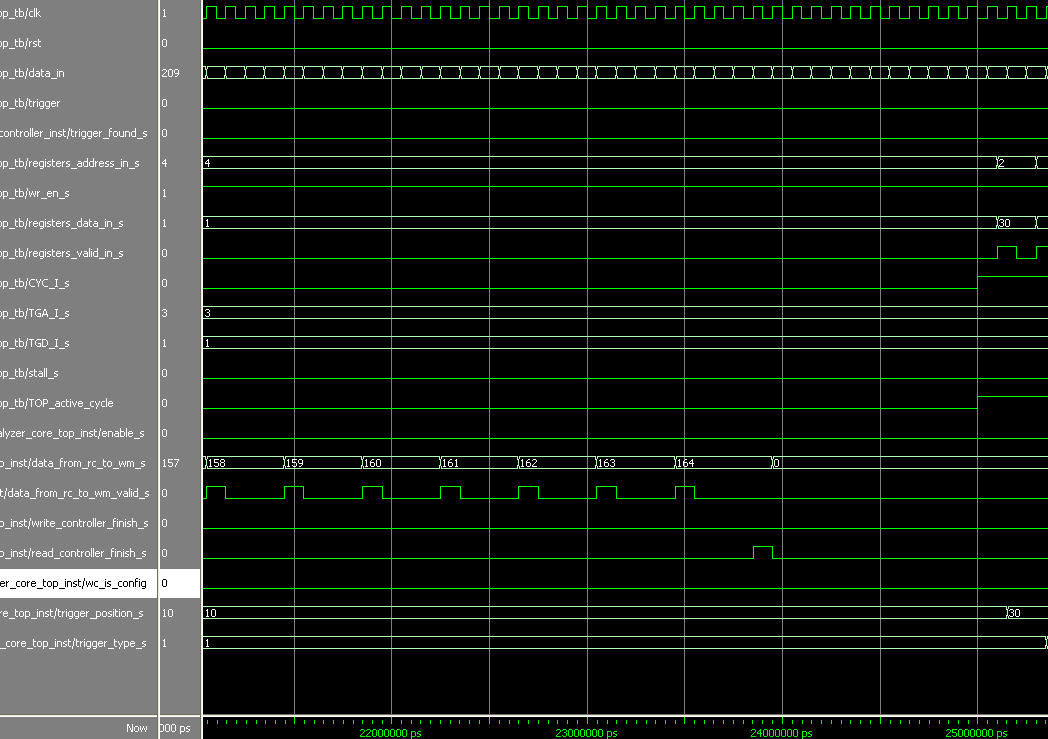 op_tb/clk 1
op_tb/rst 0
op_tb/data_in 209
op_tb/trigger 0
controller_inst/trigger_found_s 0
op_tb/registers_address_in_s 4 4 2
op_tb/wr_en_s 1
op_tb/registers_data_in_s 1 1 30
op_tb/registers_valid_in_s 0
op_tb/CYC_I_s 0
op_tb/TGA_I_s 3 3
op_tb/TGD_I_s 1 1
op_tb/stall_s 0
op_tb/TOP_active_cycle 0
alyzer_core_top_inst/enable_s 0
o_inst/data_from_rc_to_wm_s 157 158 159 160 161 162 163 164 0
t/data_from_rc_to_wm_valid_s 0
o_inst/write_controller_finish_s 0
o_inst/read_controller_finish_s 0
er_core_top_inst/wc_is_config 0
re_top_inst/trigger_position_s 10 10 30
_core_top_inst/trigger_type_s 1 1
Now 000 ps
22000000 ps 23000000 ps 24000000 ps 25000000 ps